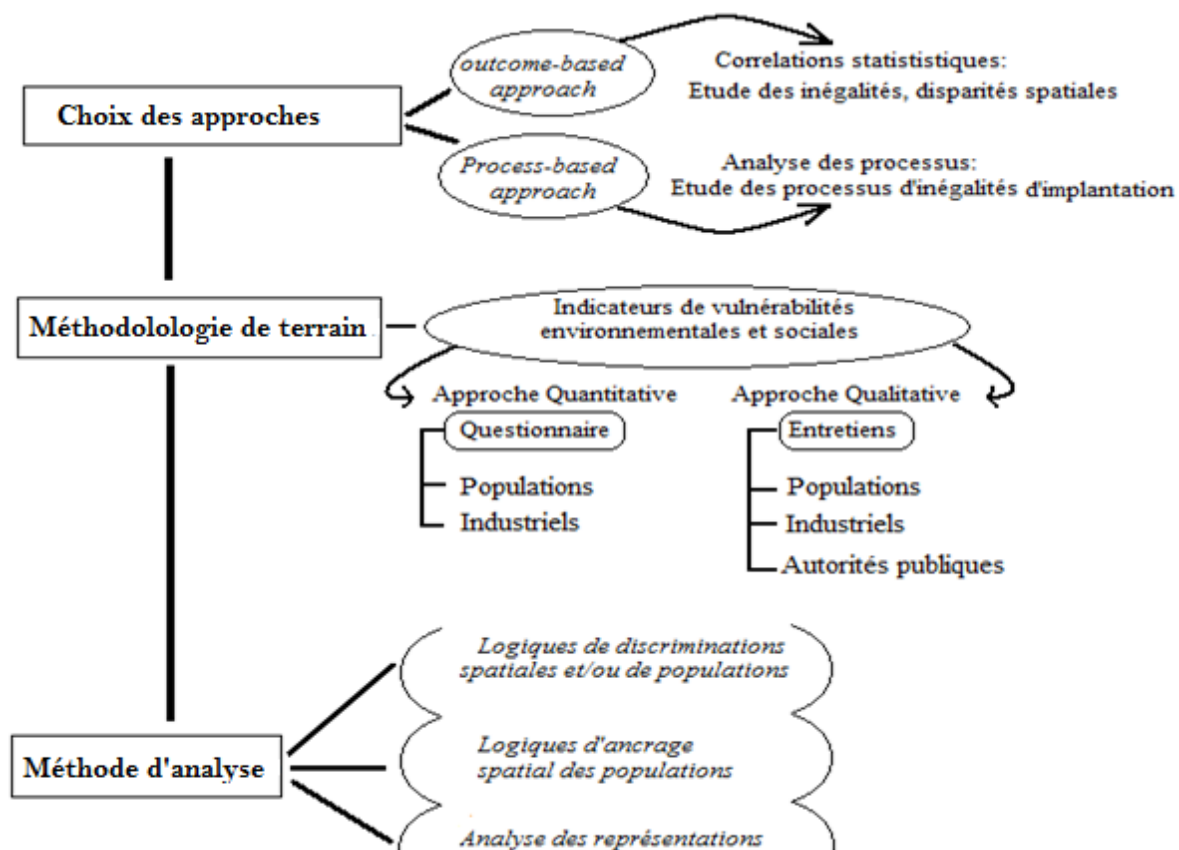 outcome-based
approach
Correlations statististiques:
Etude des inégalités, disparités spatiales
Choix des approches
Process-based
approach
Analyse des processus:
Etude des processus d'inégalités d'implantation
Méthodolologie de terrain
Indicateurs de vulnérabilités
environnementales et sociales
Approche Quantitative
Questionnaire
Populations
Industriels
Approche Qualitative
Entretiens
Populations
Industriels
Autorités publiques
Méthode d'analyse
Logiques de discriminations
spatiales et/ou de populations
Logiques d'ancrage
spatial des populations
Analyse des représentations